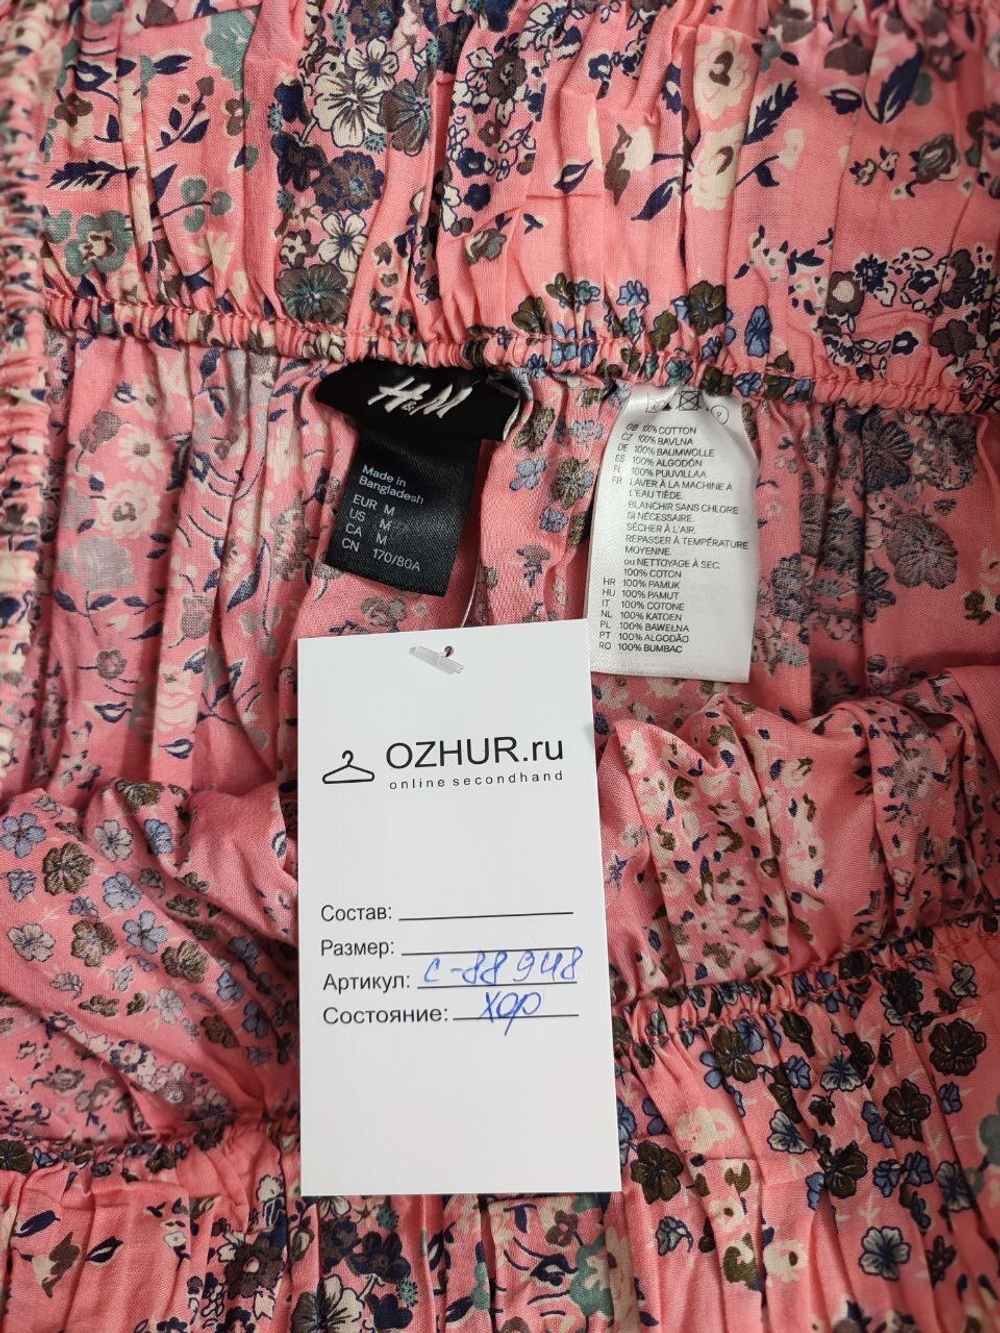 H&M
Made in
Bangladesh
EUR M
US M
CA M
CN 170/80A
GB 100% COTTON
CZ 100% BAVLNA
DE 100% BAUMWOLLE
ES 100% ALGODÓN
FI 100% PUUVILLAA
FR LAVER À LA MACHINE À
L'EAU TIÈDE.
BLANCHIR SANS CHLORE
SI NÉCESSAIRE.
SÉCHER À L'AIR.
REPASSER À TEMPÉRATURE
MOYENNE.
ou NETTOYAGE À SEC.
100% COTON
HR 100% PAMUK
HU 100% PAMUT
IT 100% COTONE
NL 100% KATOEN
PL 100% BAWEŁNA
PT 100% ALGODÃO
RO 100% BUMBAC
OZHUR.ru
online secondhand
Состав:
Размер:
Артикул: С-88948
Состояние: хор